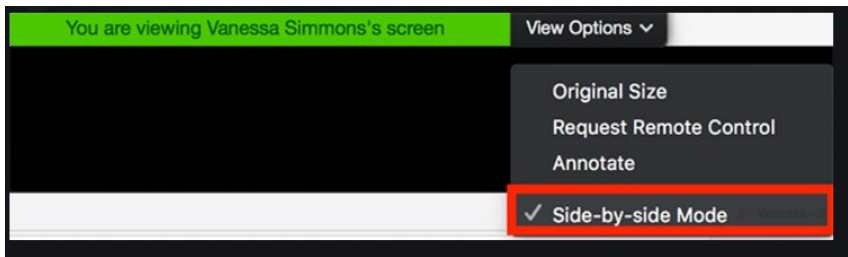 You are viewing Vanessa Simmons's screen
View Options
Original Size
Request Remote Control
Annotate
✓ Side-by-side Mode